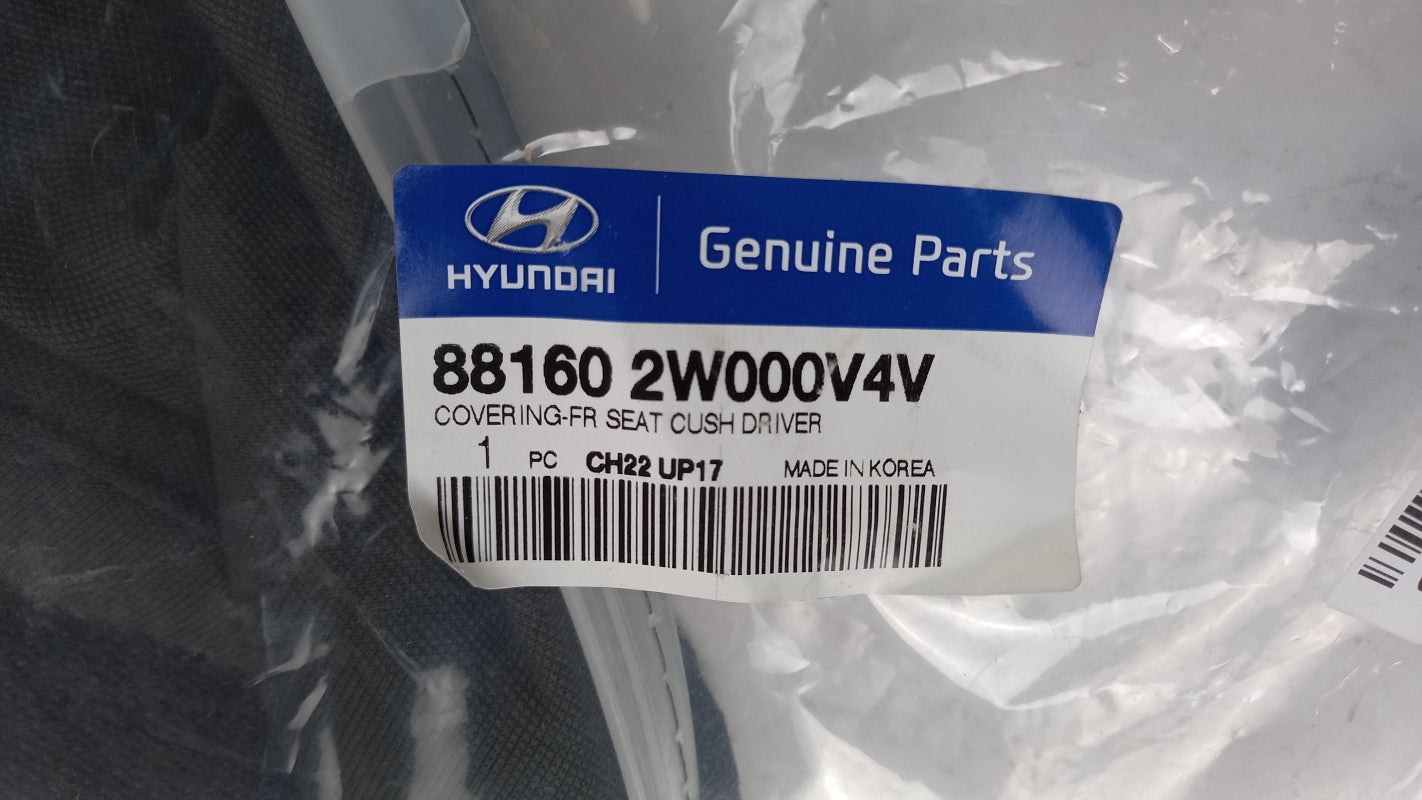 HYUNDAI
Genuine Parts
88160 2W000V4V
COVERING-FR SEAT CUSH DRIVER
1 PC CH22 UP17 MADE IN KOREA